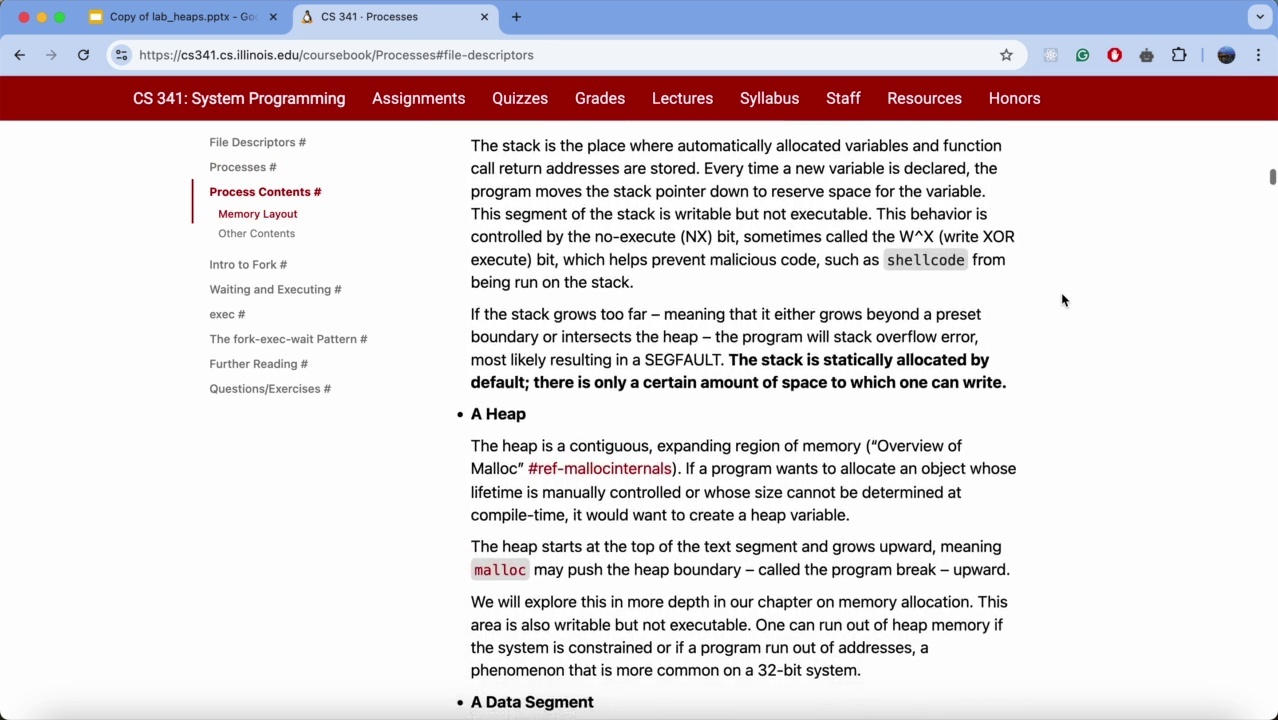 Copy of lab_heaps.pptx - Goo
CS 341 · Processes
https://cs341.cs.illinois.edu/coursebook/Processes#file-descriptors
CS 341: System Programming Assignments Quizzes Grades Lectures Syllabus Staff Resources Honors
File Descriptors #
Processes #
Process Contents #
Memory Layout
Other Contents
Intro to Fork #
Waiting and Executing #
exec #
The fork-exec-wait Pattern #
Further Reading #
Questions/Exercises #
The stack is the place where automatically allocated variables and function
call return addresses are stored. Every time a new variable is declared, the
program moves the stack pointer down to reserve space for the variable.
This segment of the stack is writable but not executable. This behavior is
controlled by the no-execute (NX) bit, sometimes called the W^X (write XOR
execute) bit, which helps prevent malicious code, such as shellcode from
being run on the stack.
If the stack grows too far – meaning that it either grows beyond a preset
boundary or intersects the heap – the program will stack overflow error,
most likely resulting in a SEGFAULT. The stack is statically allocated by
default; there is only a certain amount of space to which one can write.
• A Heap
The heap is a contiguous, expanding region of memory (“Overview of
Malloc” #ref-mallocinternals). If a program wants to allocate an object whose
lifetime is manually controlled or whose size cannot be determined at
compile-time, it would want to create a heap variable.
The heap starts at the top of the text segment and grows upward, meaning
malloc may push the heap boundary – called the program break – upward.
We will explore this in more depth in our chapter on memory allocation. This
area is also writable but not executable. One can run out of heap memory if
the system is constrained or if a program run out of addresses, a
phenomenon that is more common on a 32-bit system.
• A Data Segment